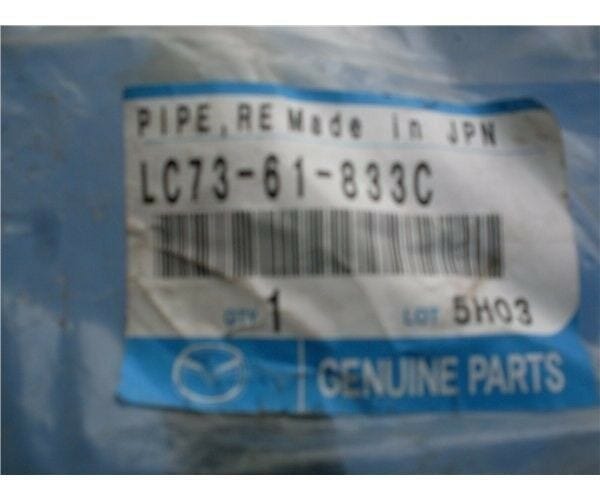 PIPE, RE Made in JPN
LC73-61-833C
QTY 1 LOT 5H03
GENUINE PARTS